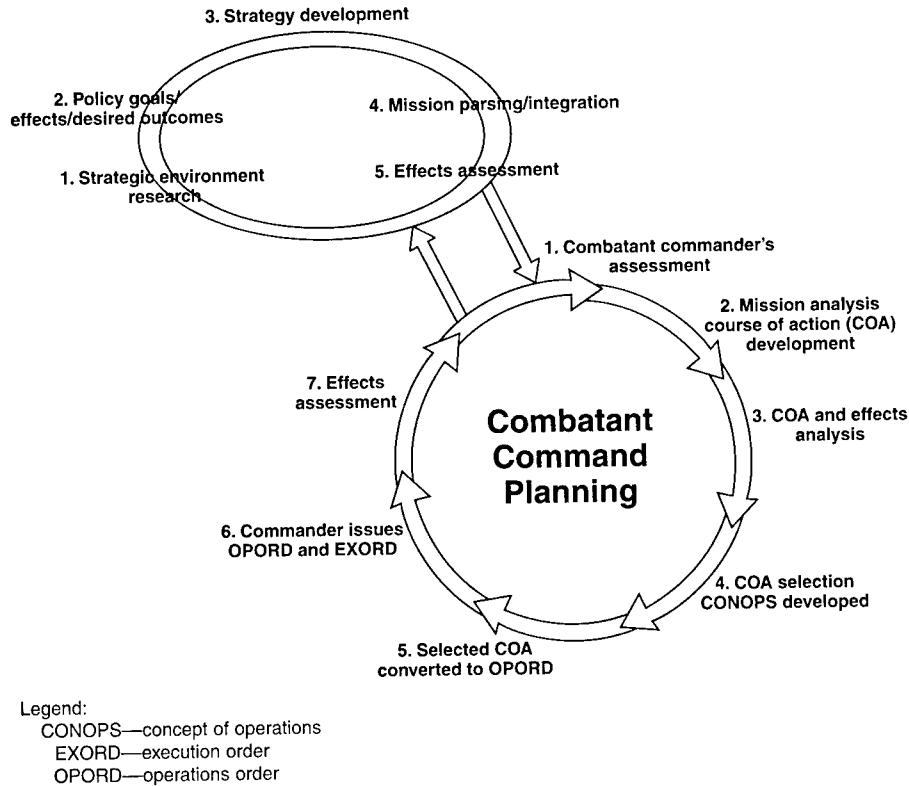 3. Strategy development
2. Policy goals/
effects/desired outcomes
4. Mission parsing/integration
1. Strategic environment
research
5. Effects assessment
1. Combatant commander's
assessment
2. Mission analysis
course of action (COA)
development
3. COA and effects
analysis
4. COA selection
CONOPS developed
5. Selected COA
converted to OPORD
6. Commander issues
OPORD and EXORD
7. Effects
assessment
Combatant
Command
Planning
Legend:
CONOPS—concept of operations
EXORD—execution order
OPORD—operations order